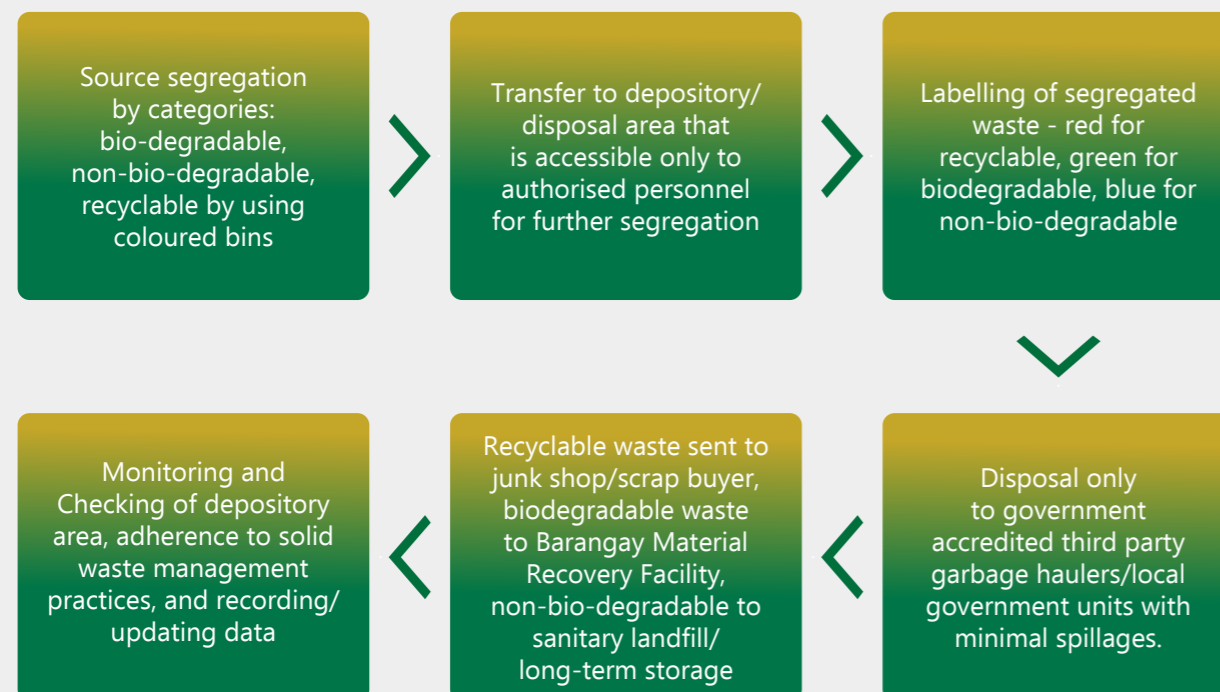 Source segregation
by categories:
bio-degradable,
non-bio-degradable,
recyclable by using
coloured bins
Transfer to depository/
disposal area that
is accessible only to
authorised personnel
for further segregation
Labelling of segregated
waste - red for
recyclable, green for
biodegradable, blue for
non-bio-degradable
Disposal only
to government
accredited third party
garbage haulers/local
government units with
minimal spillages.
Recyclable waste sent to
junk shop/scrap buyer,
biodegradable waste
to Barangay Material
Recovery Facility,
non-bio-degradable to
sanitary landfill/
long-term storage
Monitoring and
Checking of depository
area, adherence to solid
waste management
practices, and recording/
updating data